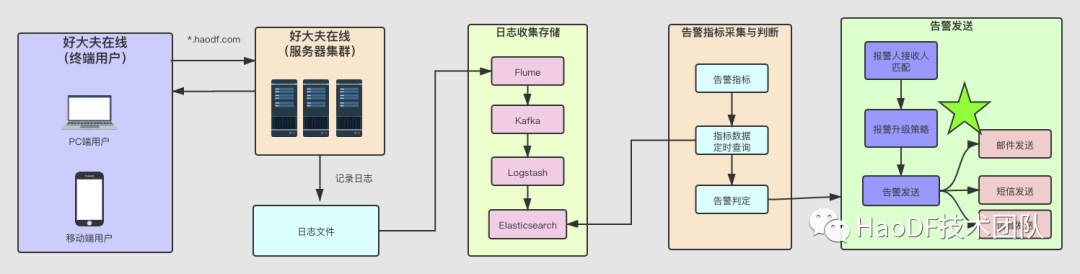 好大夫在线
（终端用户）
PC端用户
移动端用户
*.haodf.com
好大夫在线
（服务器集群）
记录日志
日志文件
日志收集存储
Flume
Kafka
Logstash
Elasticsearch
告警指标采集与判断
告警指标
指标数据
定时查询
告警判定
告警发送
报警人接收人
匹配
报警升级策略
告警发送
邮件发送
短信发送
HaoDF技术团队